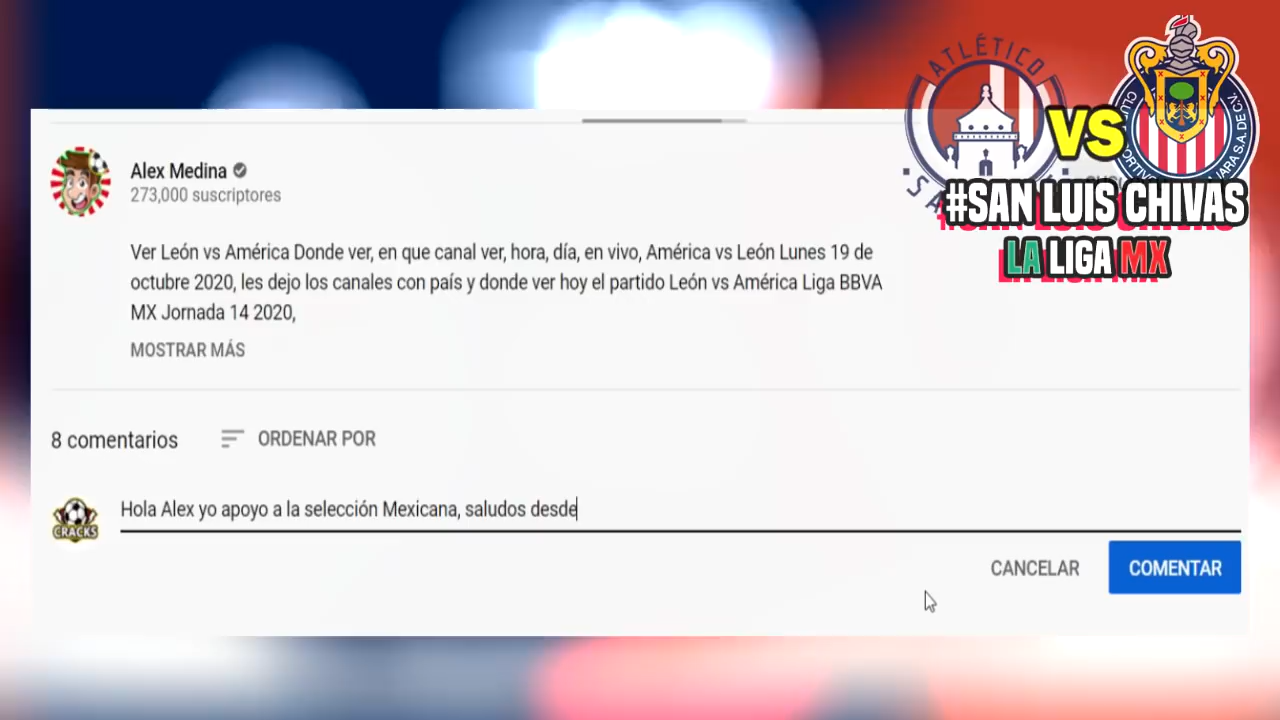 ATLÉTICO
VS
#SAN LUIS CHIVAS
LA LIGA MX
Alex Medina
273,000 suscriptores
Ver León vs América Donde ver, en que canal ver, hora, día, en vivo, América vs León Lunes 19 de
octubre 2020, les dejo los canales con país y donde ver hoy el partido León vs América Liga BBVA
MX Jornada 14 2020,
MOSTRAR MÁS
8 comentarios
ORDENAR POR
CRACKS
Hola Alex yo apoyo a la selección Mexicana, saludos desde
CANCELAR
COMENTAR